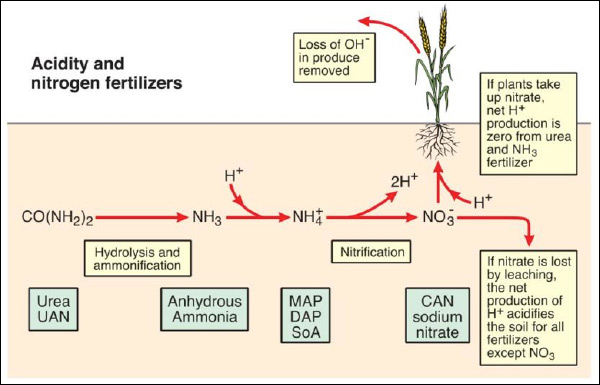 Acidity and
nitrogen fertilizers
Loss of OH⁻
in produce
removed
If plants take
up nitrate,
net H⁺
production is
zero from urea
and NH₃
fertilizer
H⁺
2H⁺
H⁺
CO(NH₂)₂
NH₃
NH₄⁺
NO₃⁻
Hydrolysis and
ammonification
Nitrification
If nitrate is lost
by leaching,
the net
production of
H⁺ acidifies
the soil for all
fertilizers
except NO₃
Urea
UAN
Anhydrous
Ammonia
MAP
DAP
SoA
CAN
sodium
nitrate